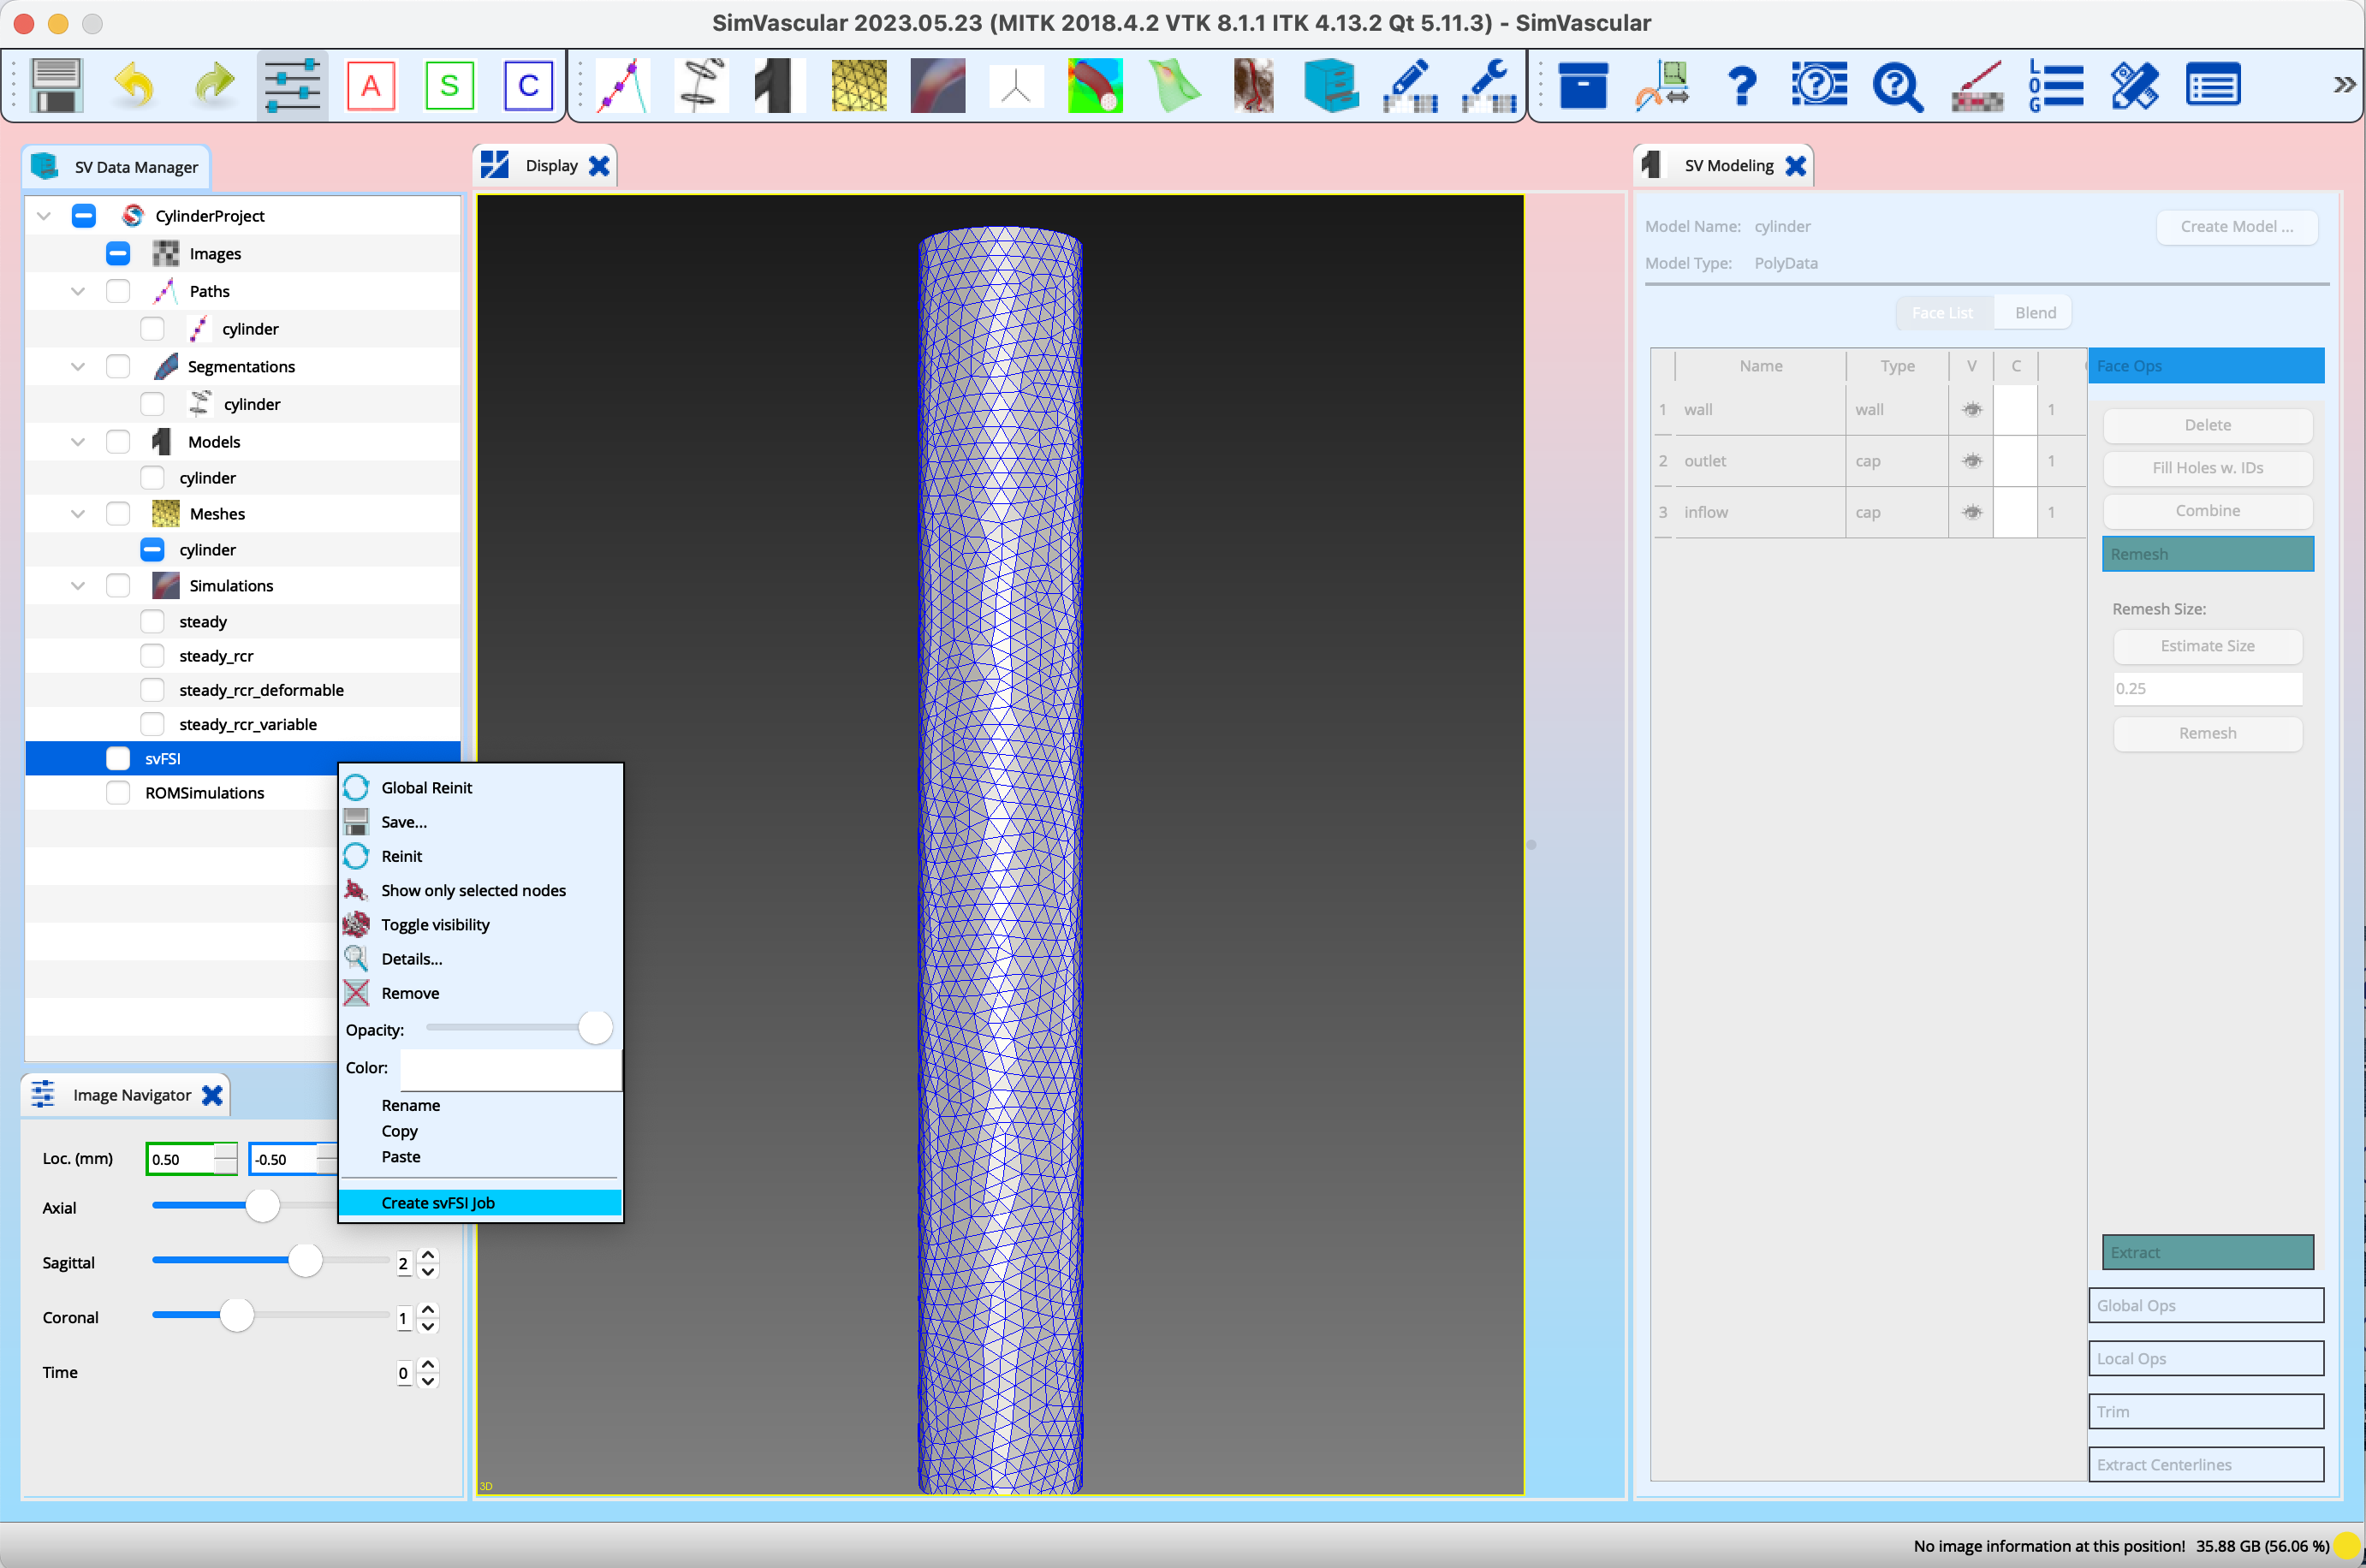 SimVascular 2023.05.23 (MITK 2018.4.2 VTK 8.1.1 ITK 4.13.2 Qt 5.11.3) - SimVascular
A S C
LOG
»
SV Data Manager
CylinderProject
Images
Paths
cylinder
Segmentations
cylinder
Models
cylinder
Meshes
cylinder
Simulations
steady
steady_rcr
steady_rcr_deformable
steady_rcr_variable
svFSI
ROMSimulations
Global Reinit
Save...
Reinit
Show only selected nodes
Toggle visibility
Details...
Remove
Opacity:
Color:
Rename
Copy
Paste
Create svFSI Job
Image Navigator
Loc. (mm) 0.50 -0.50
Axial
Sagittal 2
Coronal 1
Time 0
Display
3D
SV Modeling
Model Name: cylinder
Create Model ...
Model Type: PolyData
Face List Blend
Name Type V C
1 wall wall 1
2 outlet cap 1
3 inflow cap 1
Face Ops
Delete
Fill Holes w. IDs
Combine
Remesh
Remesh Size:
Estimate Size
0.25
Remesh
Extract
Global Ops
Local Ops
Trim
Extract Centerlines
No image information at this position! 35.88 GB (56.06 %)